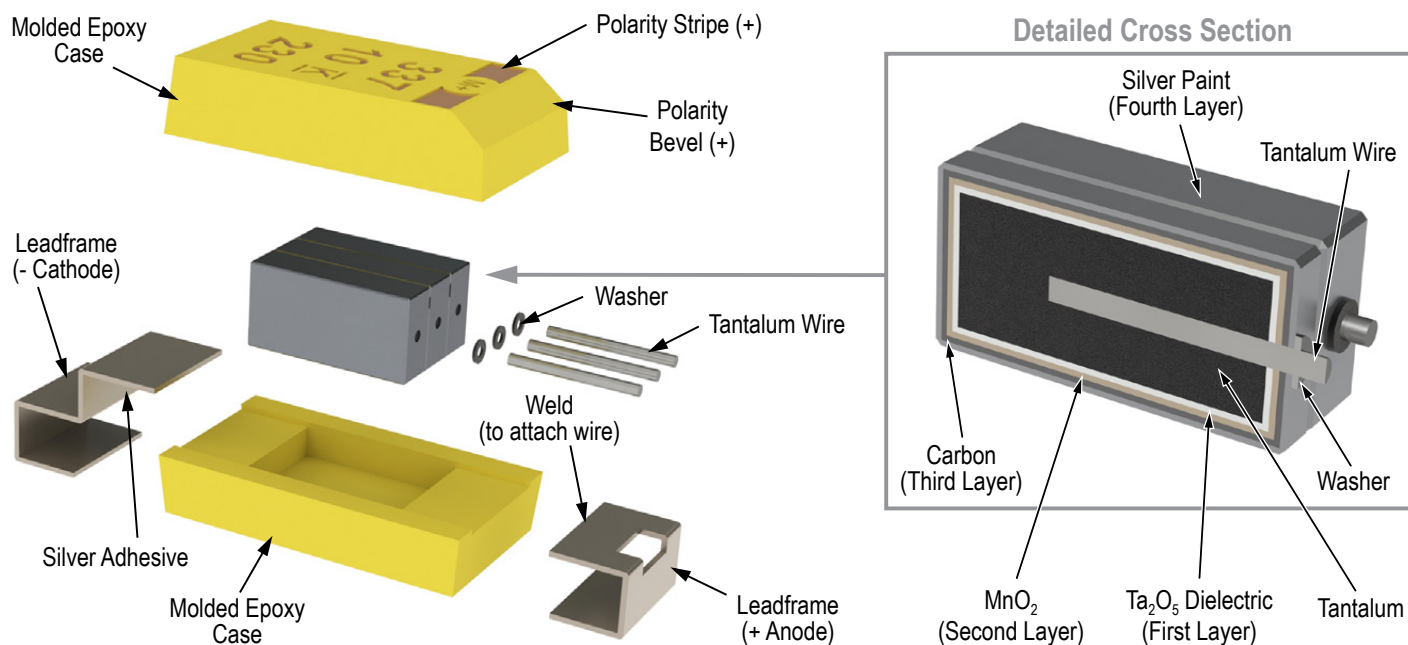 Molded Epoxy
Case
Polarity Stripe (+)
Polarity
Bevel (+)
230
10 K
337
Leadframe
(- Cathode)
Washer
Tantalum Wire
Weld
(to attach wire)
Silver Adhesive
Molded Epoxy
Case
Leadframe
(+ Anode)
Detailed Cross Section
Silver Paint
(Fourth Layer)
Tantalum Wire
Carbon
(Third Layer)
Washer
MnO₂
(Second Layer)
Ta₂O₅ Dielectric
(First Layer)
Tantalum